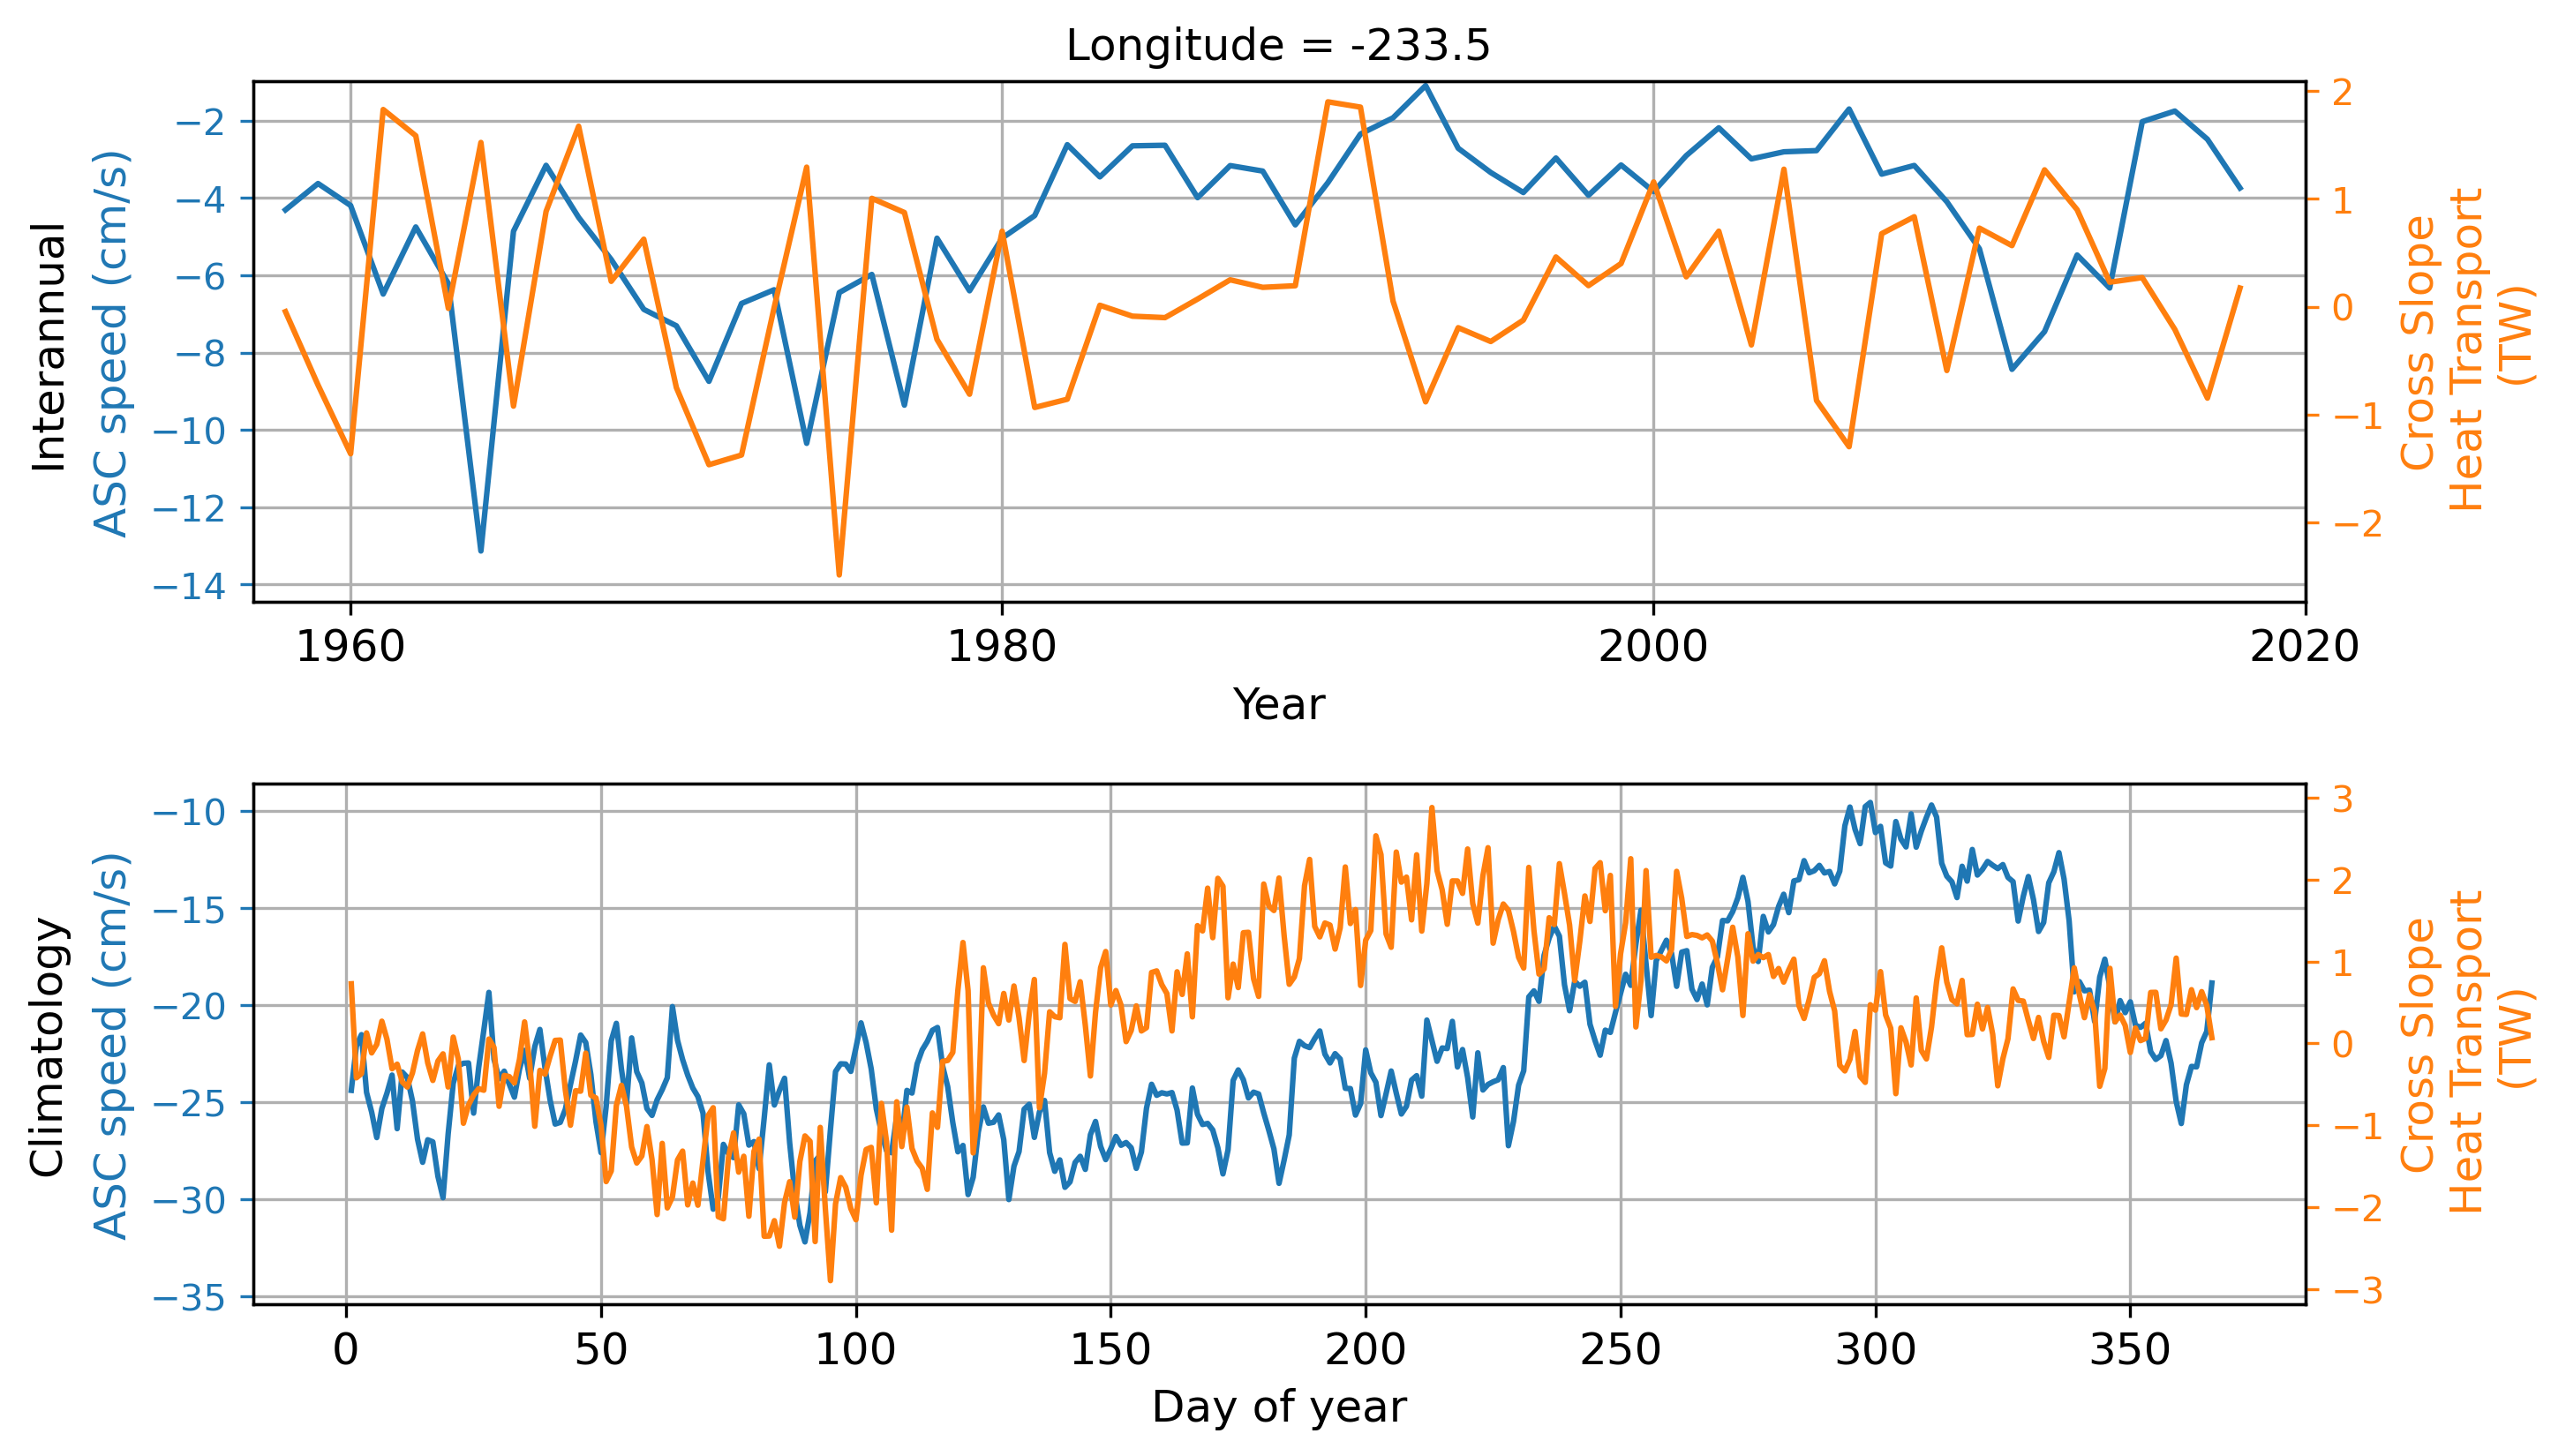 Longitude = -233.5
Interannual
ASC speed (cm/s)
−2
−4
−6
−8
−10
−12
−14
2
1
0
−1
−2
Cross Slope
Heat Transport
(TW)
1960 1980 2000 2020
Year
Climatology
ASC speed (cm/s)
−10
−15
−20
−25
−30
−35
3
2
1
0
−1
−2
−3
Cross Slope
Heat Transport
(TW)
0 50 100 150 200 250 300 350
Day of year